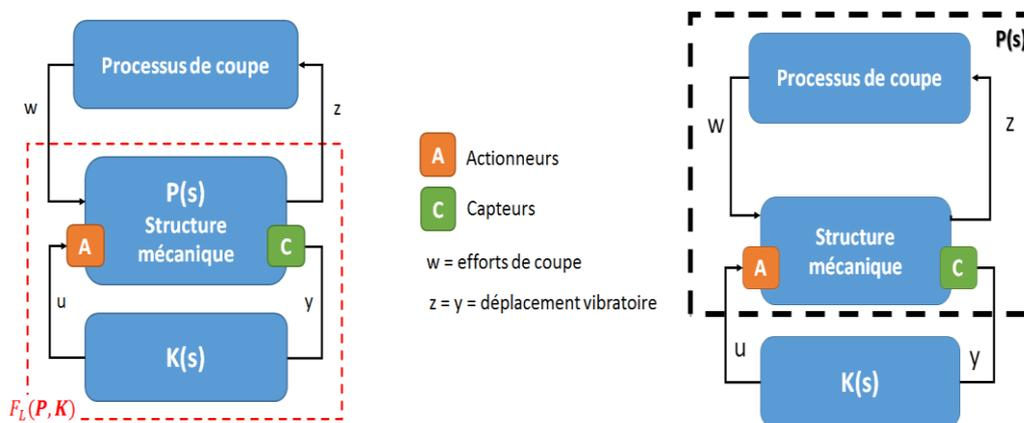 Processus de coupe
w
z
P(s)
Structure
mécanique
A
C
u
y
K(s)
F_L(P, K)
A Actionneurs
C Capteurs
w = efforts de coupe
z = y = déplacement vibratoire
P(s)
Processus de coupe
w
z
Structure
mécanique
A
C
u
y
K(s)